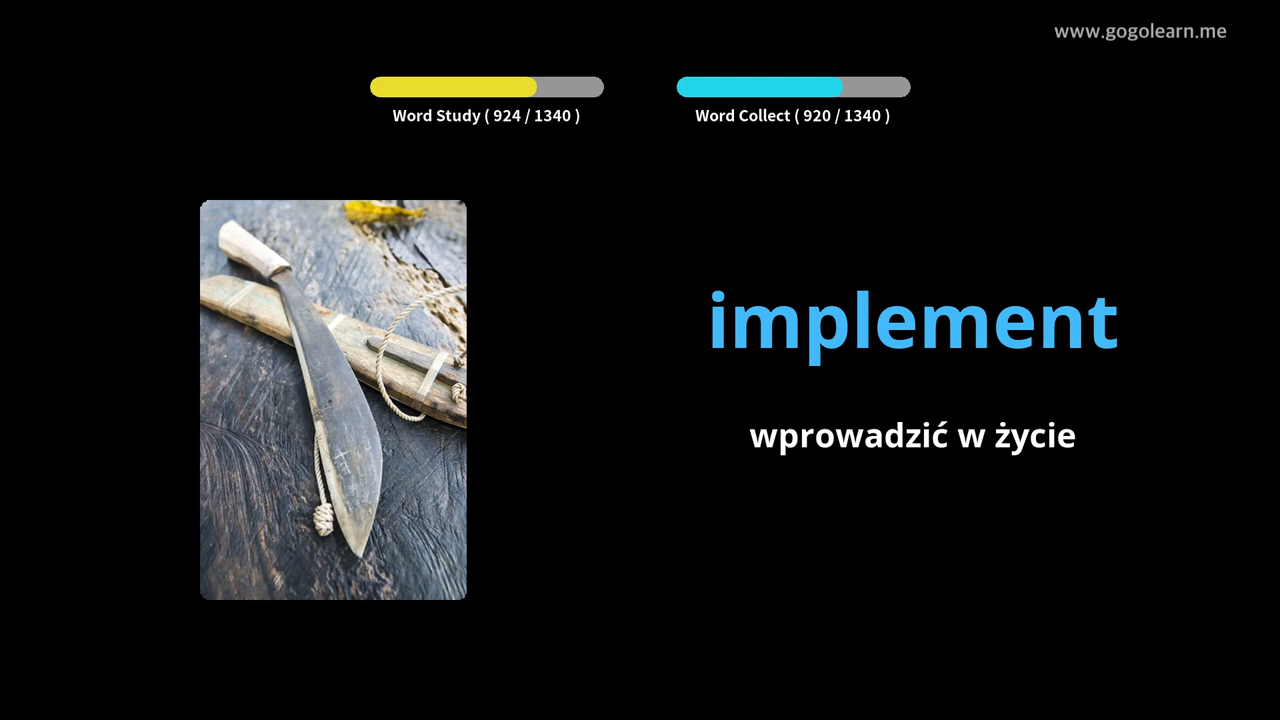 www.gogolearn.me
Word Study ( 924 / 1340 )
Word Collect ( 920 / 1340 )
implement
wprowadzić w życie